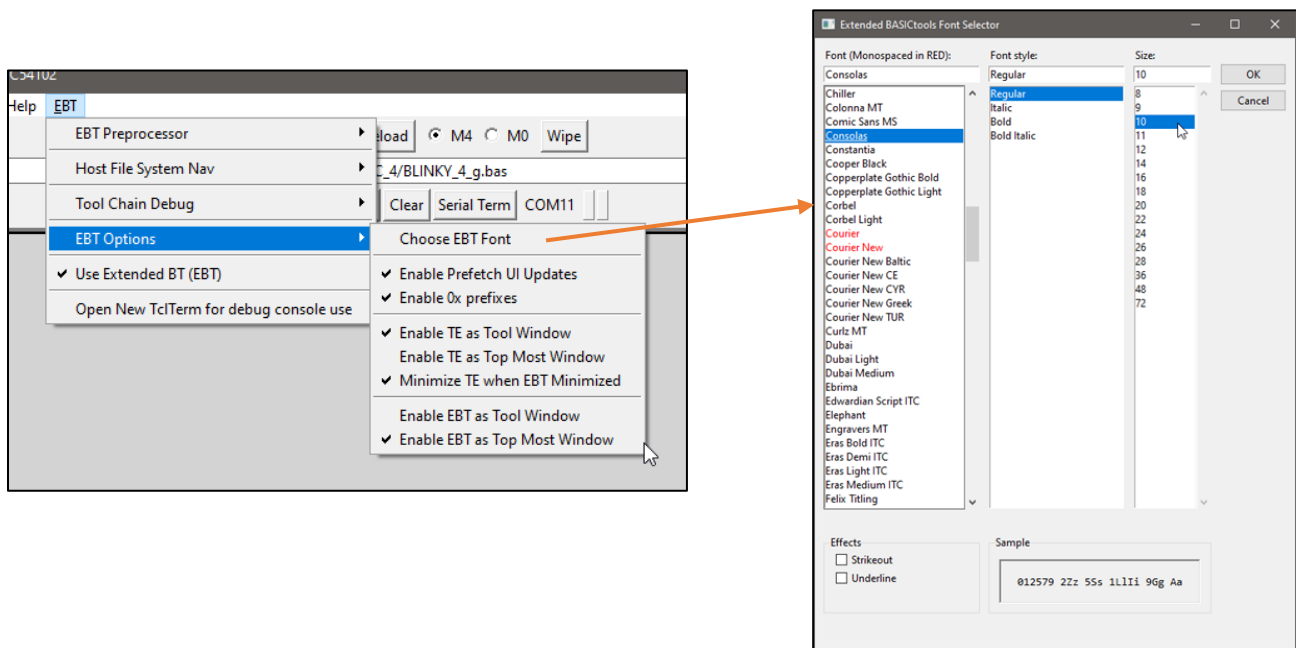 C54102
Help EBT
EBT Preprocessor
Host File System Nav
Tool Chain Debug
EBT Options
Use Extended BT (EBT)
Open New TclTerm for debug console use
M4 M0 Wipe
C_4/BLINKY_4_g.bas
Clear Serial Term COM11
Choose EBT Font
Enable Prefetch UI Updates
Enable 0x prefixes
Enable TE as Tool Window
Enable TE as Top Most Window
Minimize TE when EBT Minimized
Enable EBT as Tool Window
Enable EBT as Top Most Window
Extended BASICtools Font Selector
Font (Monospaced in RED):
Consolas
Chiller
Colonna MT
Comic Sans MS
Consolas
Constantia
Cooper Black
Copperplate Gothic Bold
Copperplate Gothic Light
Corbel
Corbel Light
Courier
Courier New
Courier New Baltic
Courier New CE
Courier New CYR
Courier New Greek
Courier New TUR
Curlz MT
Dubai
Dubai Light
Dubai Medium
Ebrima
Edwardian Script ITC
Elephant
Engravers MT
Eras Bold ITC
Eras Demi ITC
Eras Light ITC
Eras Medium ITC
Felix Titling
Font style:
Regular
Regular
Italic
Bold
Bold Italic
Size:
10
8
9
10
11
12
14
16
18
20
22
24
26
28
36
48
72
OK
Cancel
Effects
Strikeout
Underline
Sample
012579 2Zz 5Ss 1LlIi 9Gg Aa